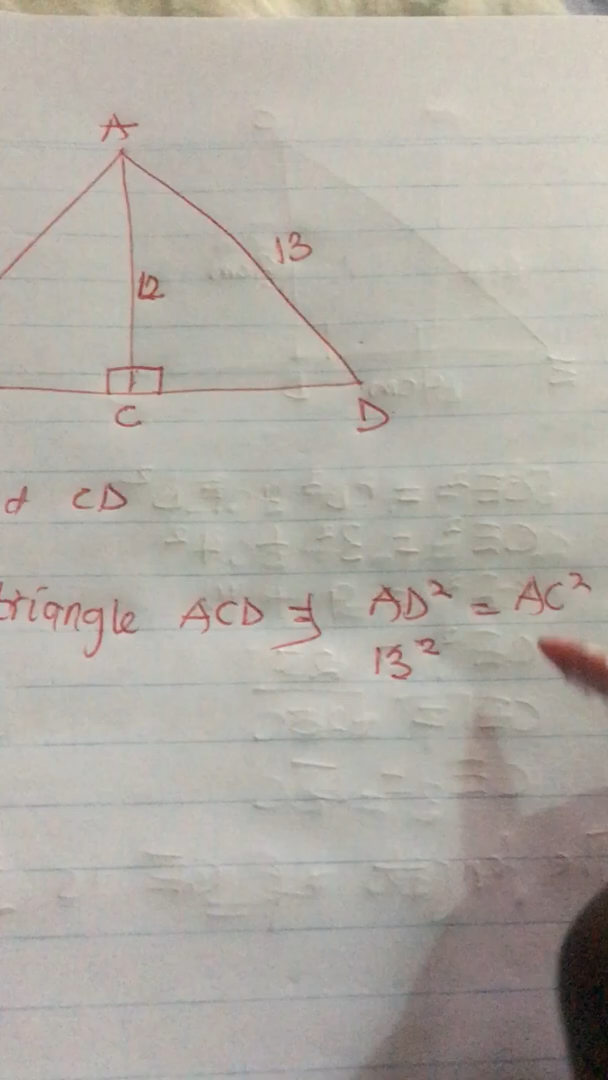 A
13
12
C
D
d CD
triangle ACD ⇒ AD² = AC²
13²